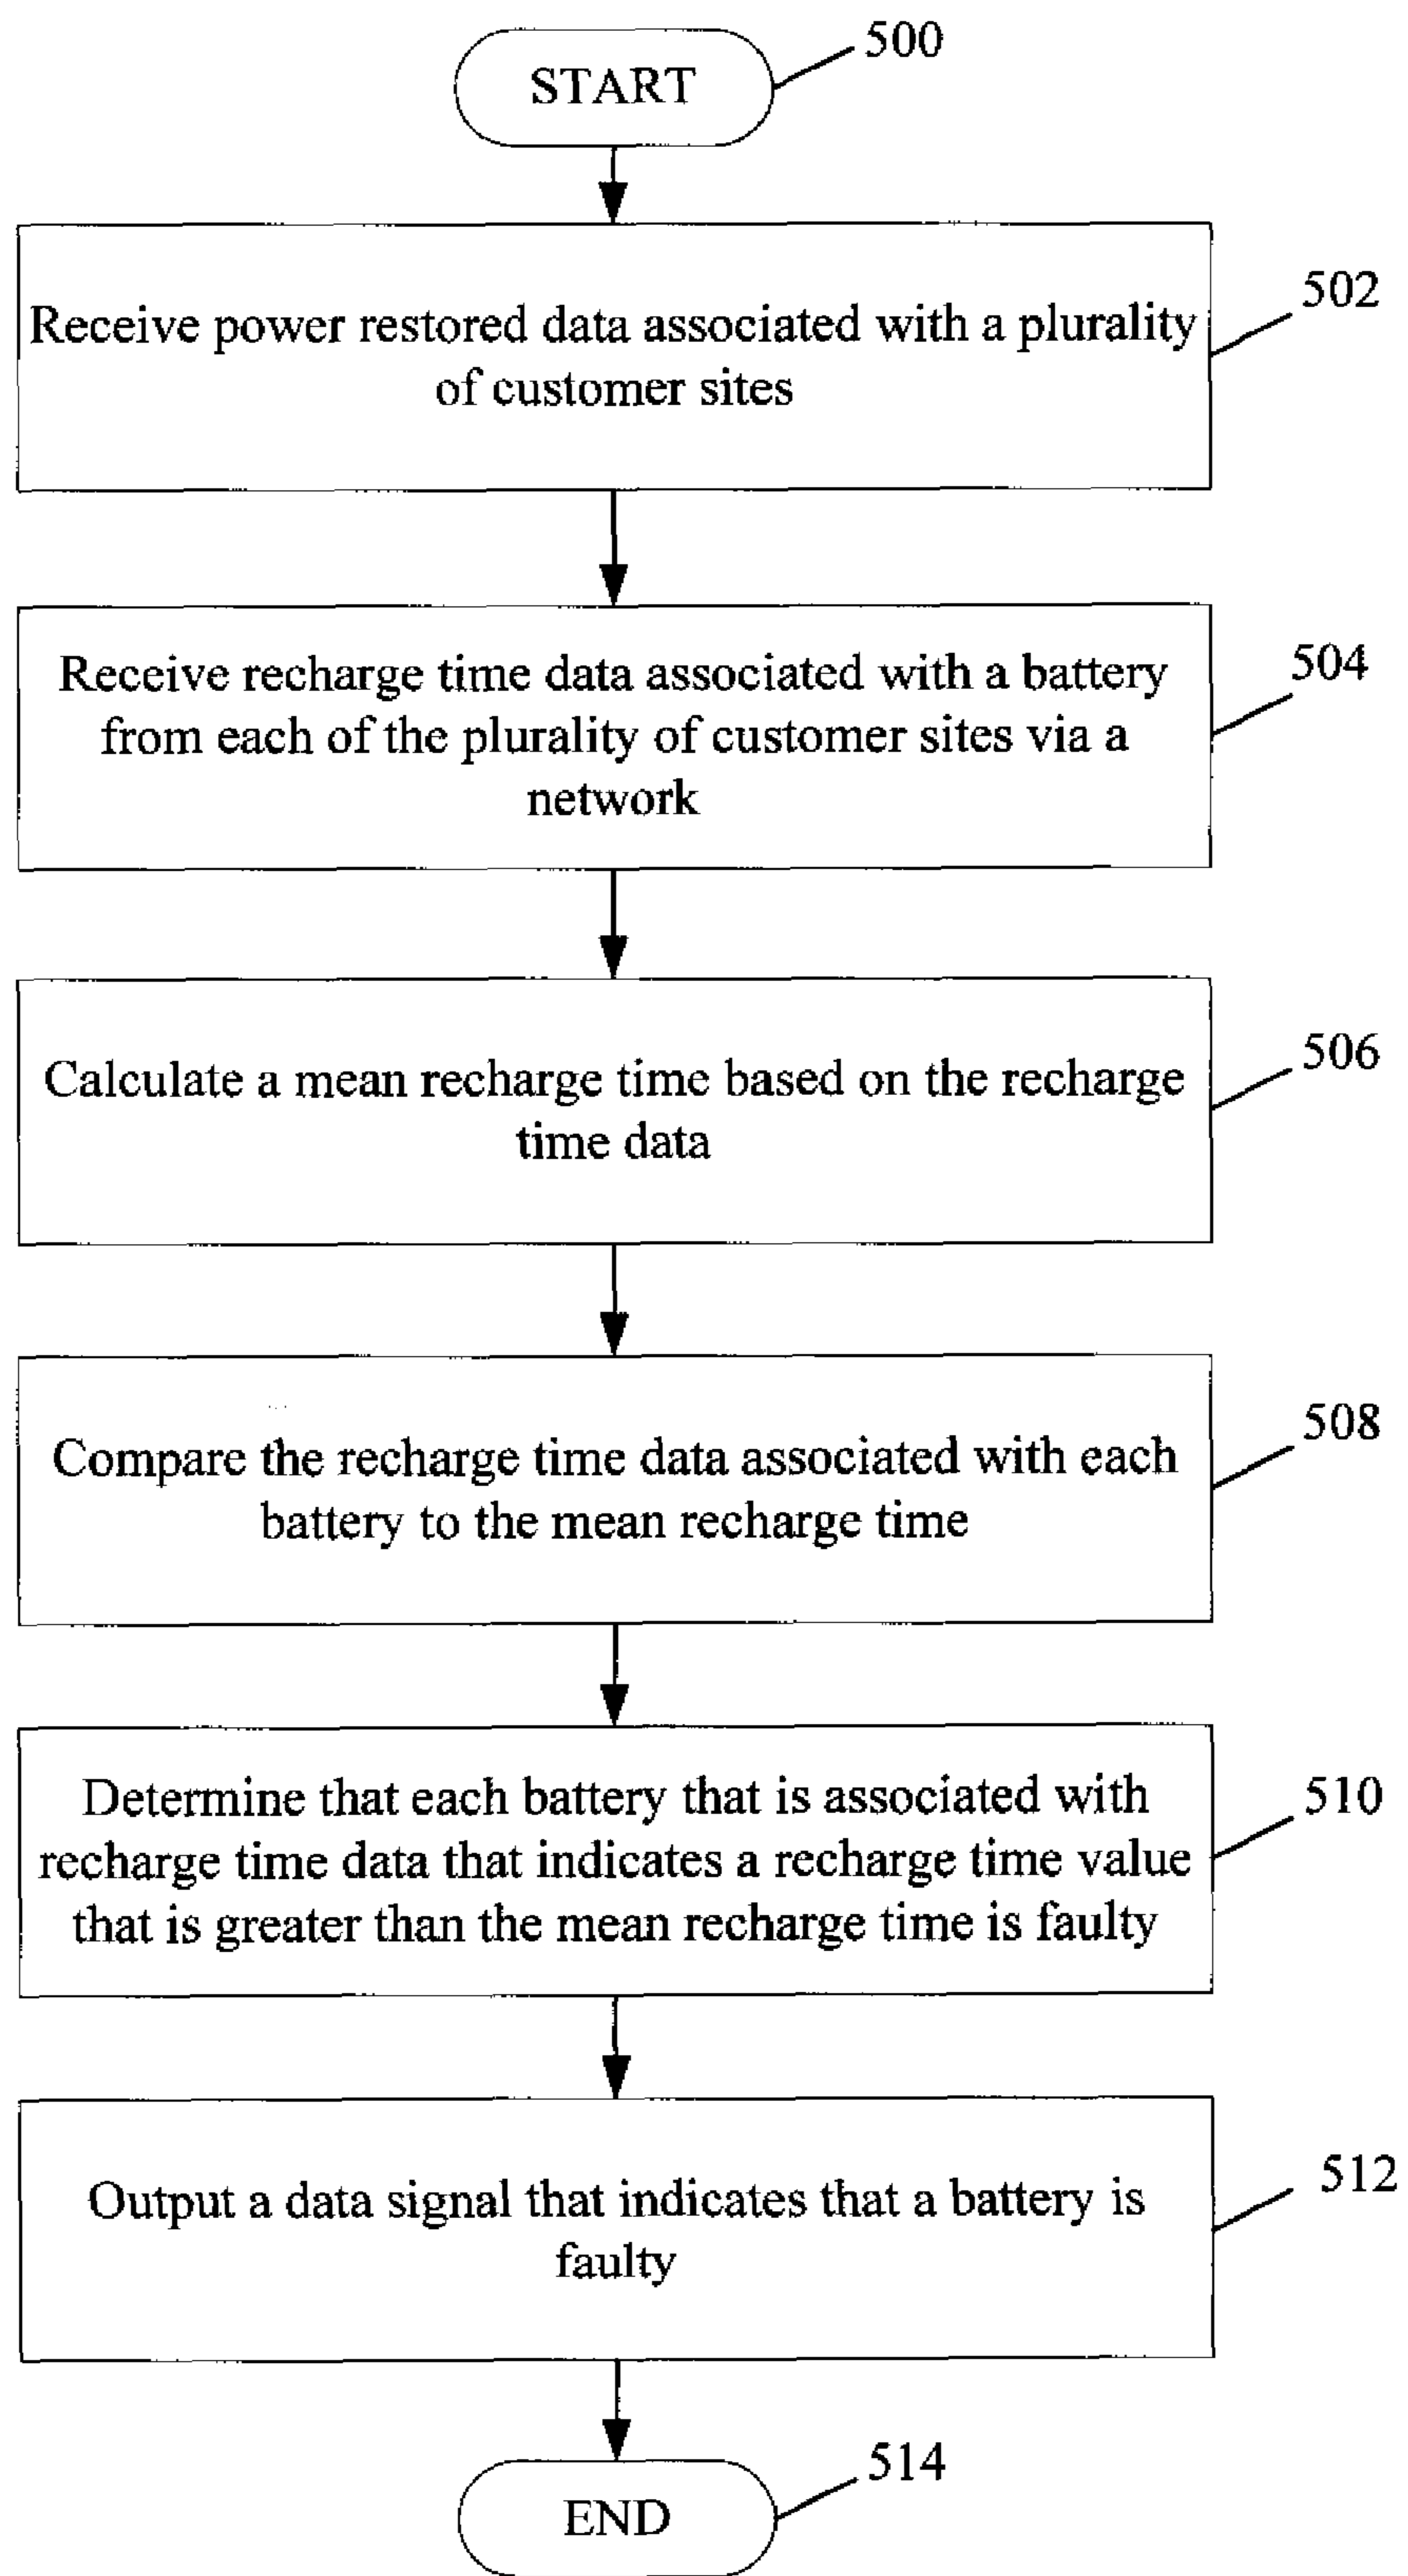 START
500
Receive power restored data associated with a plurality
of customer sites
502
Receive recharge time data associated with a battery
from each of the plurality of customer sites via a
network
504
Calculate a mean recharge time based on the recharge
time data
506
Compare the recharge time data associated with each
battery to the mean recharge time
508
Determine that each battery that is associated with
recharge time data that indicates a recharge time value
that is greater than the mean recharge time is faulty
510
Output a data signal that indicates that a battery is
faulty
512
END
514